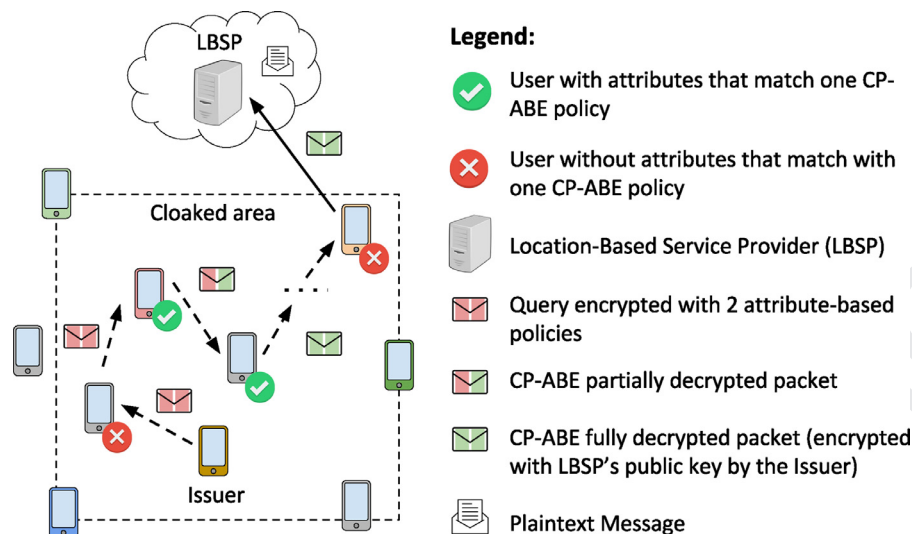 LBSP
Cloaked area
Issuer
Legend:
User with attributes that match one CP-
ABE policy
User without attributes that match with
one CP-ABE policy
Location-Based Service Provider (LBSP)
Query encrypted with 2 attribute-based
policies
CP-ABE partially decrypted packet
CP-ABE fully decrypted packet (encrypted
with LBSP's public key by the Issuer)
Plaintext Message